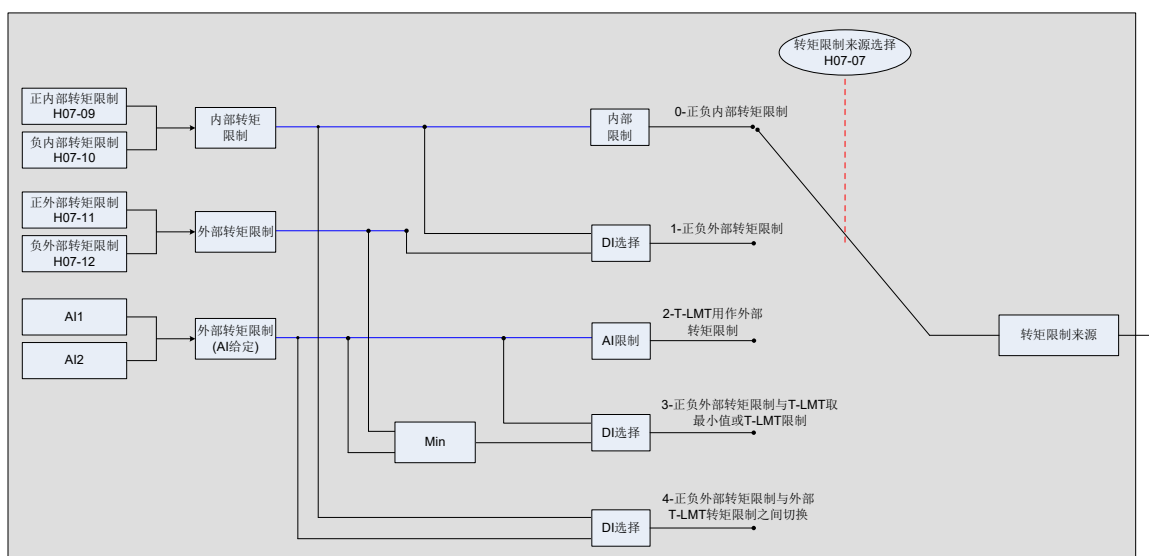 转矩限制来源选择
H07-07
正内部转矩限制
H07-09
负内部转矩限制
H07-10
内部转矩
限制
内部
限制
0-正负内部转矩限制
正外部转矩限制
H07-11
负外部转矩限制
H07-12
外部转矩限制
DI选择
1-正负外部转矩限制
AI1
AI2
外部转矩限制
(AI给定)
AI限制
2-T-LMT用作外部
转矩限制
转矩限制来源
Min
DI选择
3-正负外部转矩限制与T-LMT取
最小值或T-LMT限制
DI选择
4-正负外部转矩限制与外部
T-LMT转矩限制之间切换